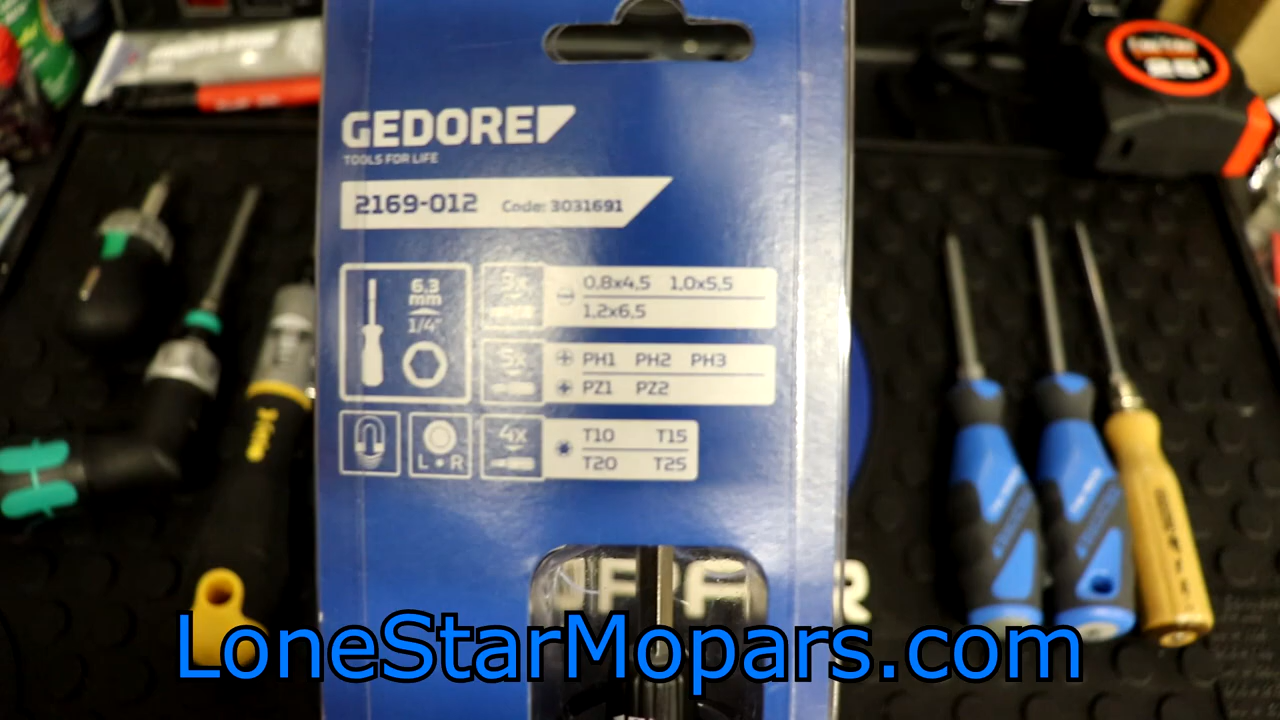 GEDORE
TOOLS FOR LIFE
2169-012 Code: 3031691
6,3
mm
1/4"
3x
0,8x4,5 1,0x5,5
1,2x6,5
5x
PH1 PH2 PH3
PZ1 PZ2
L • R
4x
T10 T15
T20 T25
25'
LoneStarMopars.com